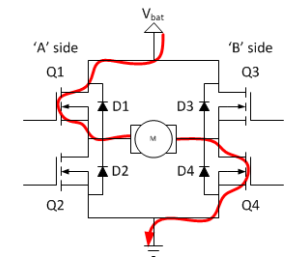 Vbat
'A' side
'B' side
Q1
Q3
D1
D3
M
D2
D4
Q2
Q4